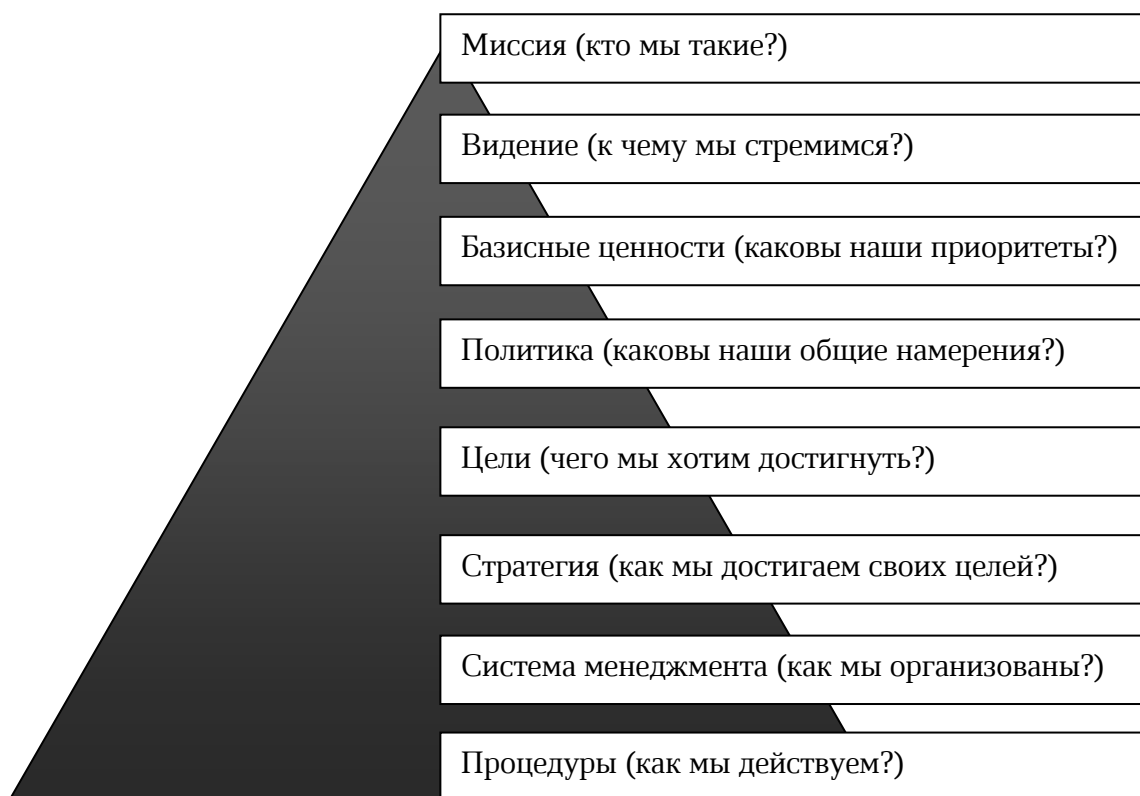 Миссия (кто мы такие?)
Видение (к чему мы стремимся?)
Базисные ценности (каковы наши приоритеты?)
Политика (каковы наши общие намерения?)
Цели (чего мы хотим достигнуть?)
Стратегия (как мы достигаем своих целей?)
Система менеджмента (как мы организованы?)
Процедуры (как мы действуем?)